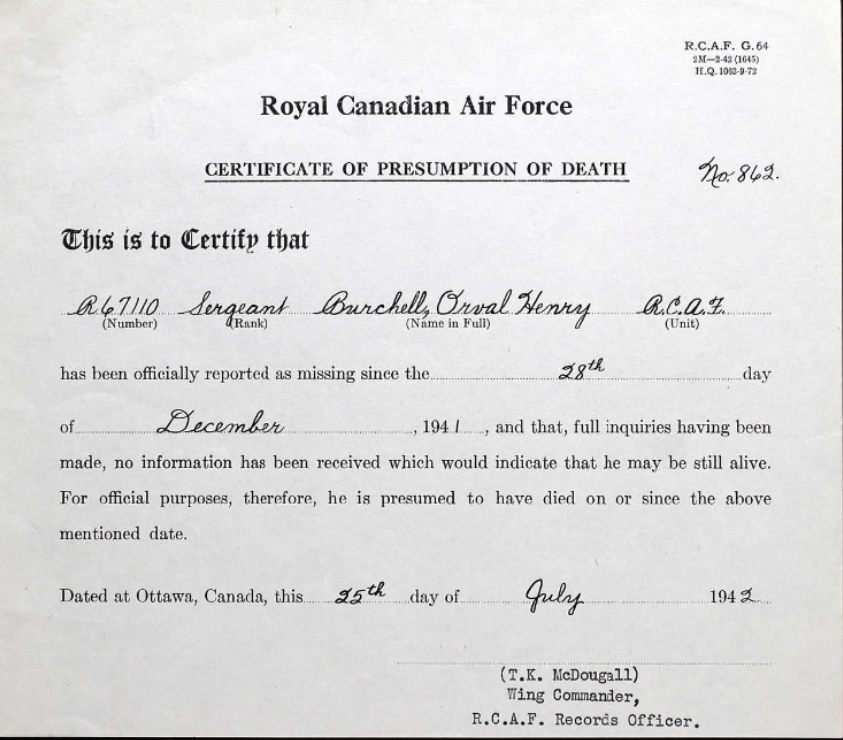 R.C.A.F. G. 64
2M—2-42 (1645)
H.Q. 1062-9-72
Royal Canadian Air Force
CERTIFICATE OF PRESUMPTION OF DEATH
No. 862.
This is to Certify that
R67110 Sergeant Burchell, Orval Henry R.C.A.F.
(Number) (Rank) (Name in Full) (Unit)
has been officially reported as missing since the 28th day
of December, 1941, and that, full inquiries having been
made, no information has been received which would indicate that he may be still alive.
For official purposes, therefore, he is presumed to have died on or since the above
mentioned date.
Dated at Ottawa, Canada, this 25th day of July 1942
(T.K. McDougall)
Wing Commander,
R.C.A.F. Records Officer.